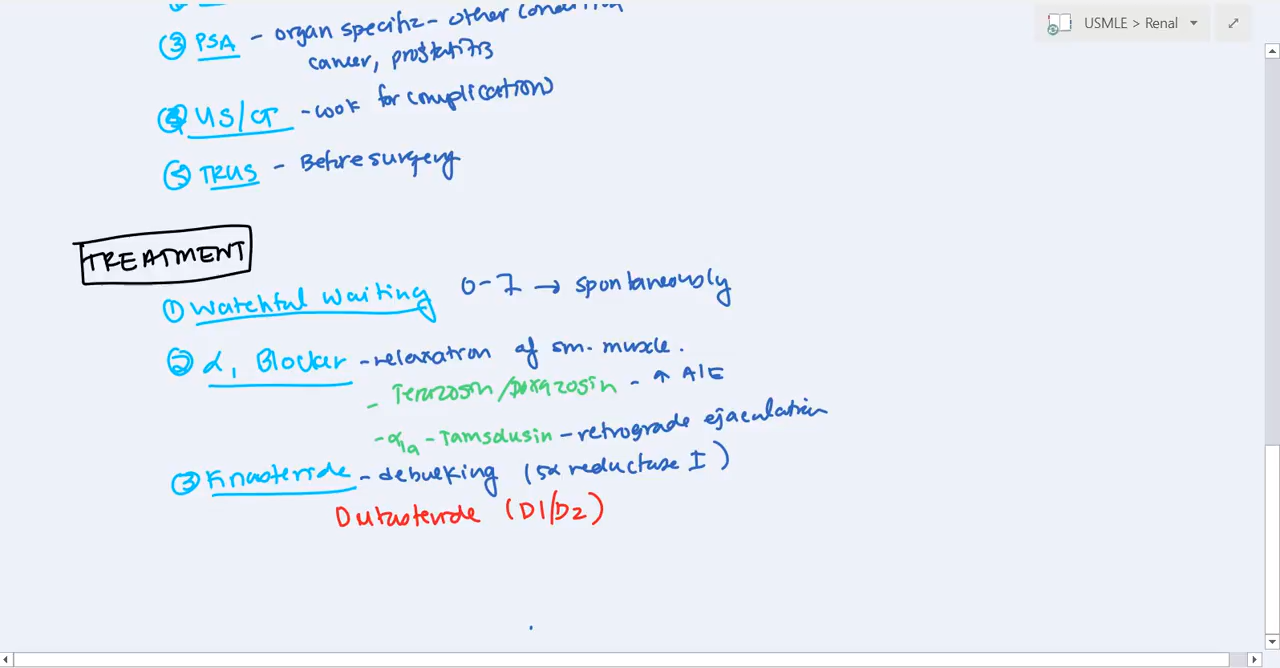 USMLE > Renal
③ PSA - organ specific - other condition
cancer, prostatitis
④ US/CT - look for complications
⑤ TRUS - Before surgery
TREATMENT
① Watchful Waiting 0-7 → spontaneously
② α1 Blocker - relaxation of sm. muscle.
- Terazosin/Doxazosin - ↑ A/E
- α1a - Tamsulusin - retrograde ejaculation
③ Finasteride - debulking (5α reductase I)
Dutasteride (D1/D2)